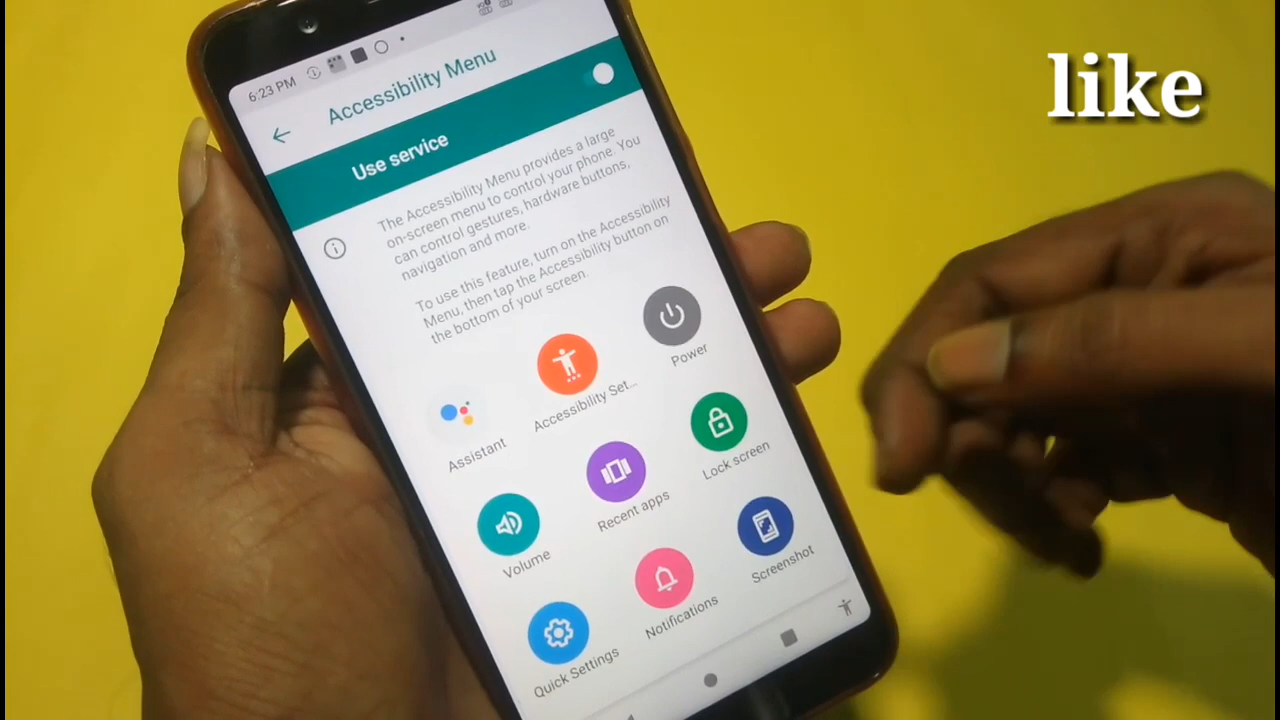 6:23 PM
like
Accessibility Menu
Use service
The Accessibility Menu provides a large
on-screen menu to control your phone. You
can control gestures, hardware buttons,
navigation and more.
To use this feature, turn on the Accessibility
Menu, then tap the Accessibility button on
the bottom of your screen.
Assistant
Accessibility Set...
Power
Volume
Recent apps
Lock screen
Quick Settings
Notifications
Screenshot